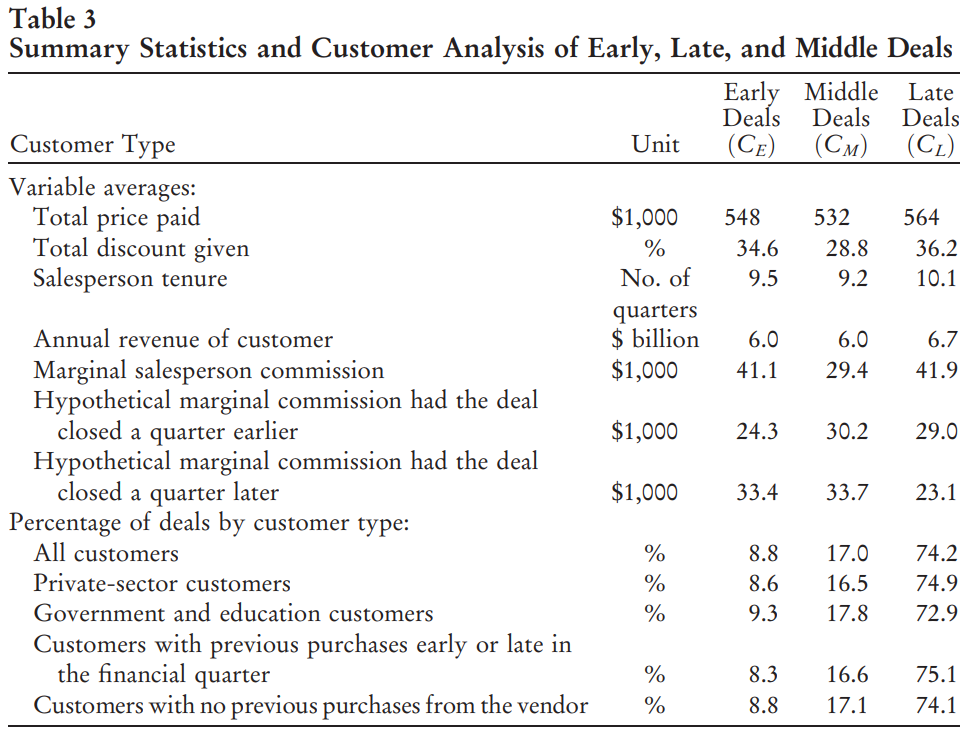 Table 3
Summary Statistics and Customer Analysis of Early, Late, and Middle Deals
Early Middle Late
Deals Deals Deals
Customer Type Unit (C_E) (C_M) (C_L)
Variable averages:
Total price paid $1,000 548 532 564
Total discount given % 34.6 28.8 36.2
Salesperson tenure No. of 9.5 9.2 10.1
quarters
Annual revenue of customer $ billion 6.0 6.0 6.7
Marginal salesperson commission $1,000 41.1 29.4 41.9
Hypothetical marginal commission had the deal
closed a quarter earlier $1,000 24.3 30.2 29.0
Hypothetical marginal commission had the deal
closed a quarter later $1,000 33.4 33.7 23.1
Percentage of deals by customer type:
All customers % 8.8 17.0 74.2
Private-sector customers % 8.6 16.5 74.9
Government and education customers % 9.3 17.8 72.9
Customers with previous purchases early or late in
the financial quarter % 8.3 16.6 75.1
Customers with no previous purchases from the vendor % 8.8 17.1 74.1